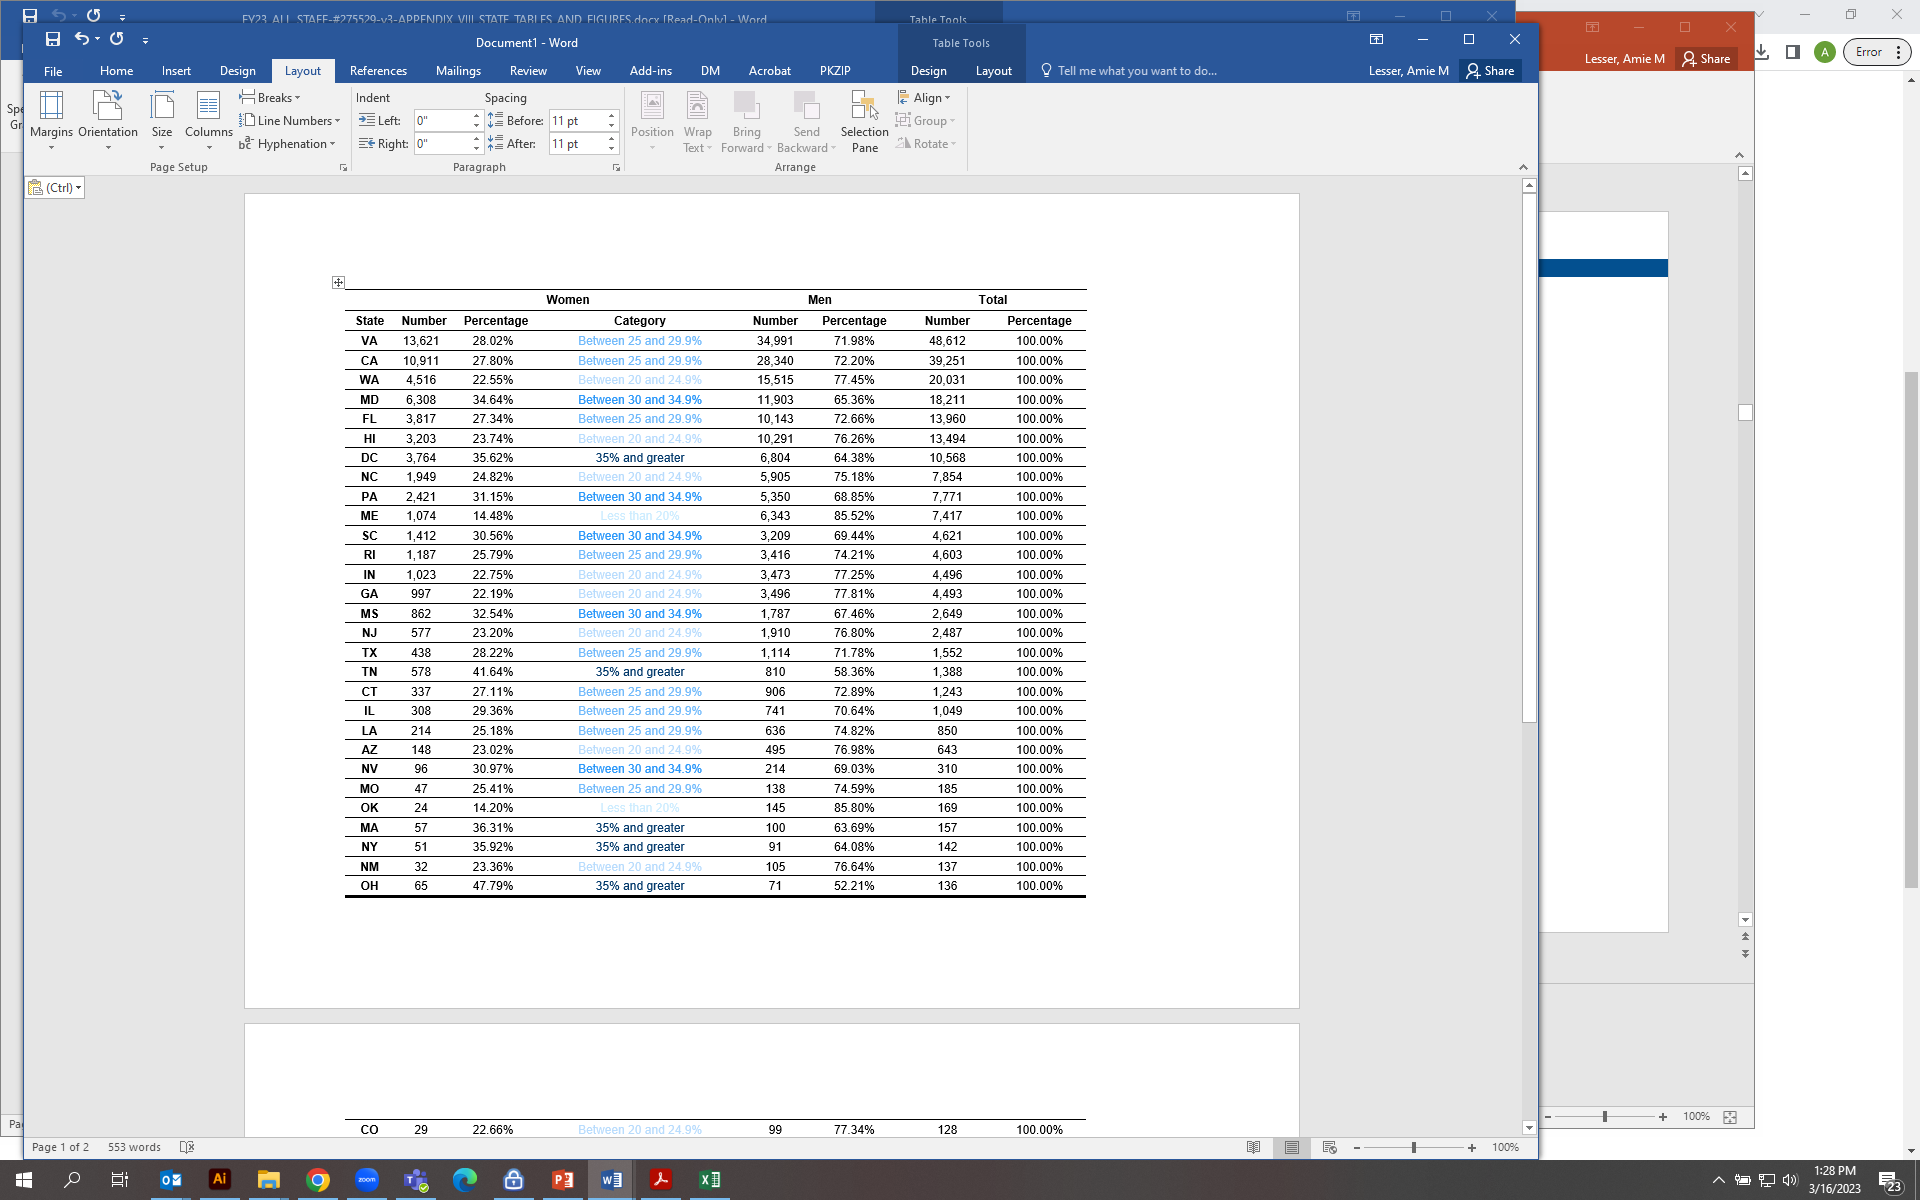 FY23_ALL_STAFF-#275529-v3-APPENDIX_VIII_STATE_TABLES_AND_FIGURES.docx [Read-Only] - Word
Table Tools
Document1 - Word
Table Tools
File Home Insert Design Layout References Mailings Review View Add-ins DM Acrobat PKZIP Design Layout Tell me what you want to do... Lesser, Amie M Share
Lesser, Amie M Share
A Error
Margins Orientation Size Columns
Breaks
Line Numbers
Hyphenation
Page Setup
Indent Spacing
Left: 0" Before: 11 pt
Right: 0" After: 11 pt
Paragraph
Position Wrap Text Bring Forward Send Backward Selection Pane
Align
Group
Rotate
Arrange
(Ctrl)
Women Men Total
State Number Percentage Category Number Percentage Number Percentage
VA 13,621 28.02% Between 25 and 29.9% 34,991 71.98% 48,612 100.00%
CA 10,911 27.80% Between 25 and 29.9% 28,340 72.20% 39,251 100.00%
WA 4,516 22.55% Between 20 and 24.9% 15,515 77.45% 20,031 100.00%
MD 6,308 34.64% Between 30 and 34.9% 11,903 65.36% 18,211 100.00%
FL 3,817 27.34% Between 25 and 29.9% 10,143 72.66% 13,960 100.00%
HI 3,203 23.74% Between 20 and 24.9% 10,291 76.26% 13,494 100.00%
DC 3,764 35.62% 35% and greater 6,804 64.38% 10,568 100.00%
NC 1,949 24.82% Between 20 and 24.9% 5,905 75.18% 7,854 100.00%
PA 2,421 31.15% Between 30 and 34.9% 5,350 68.85% 7,771 100.00%
ME 1,074 14.48% Less than 20% 6,343 85.52% 7,417 100.00%
SC 1,412 30.56% Between 30 and 34.9% 3,209 69.44% 4,621 100.00%
RI 1,187 25.79% Between 25 and 29.9% 3,416 74.21% 4,603 100.00%
IN 1,023 22.75% Between 20 and 24.9% 3,473 77.25% 4,496 100.00%
GA 997 22.19% Between 20 and 24.9% 3,496 77.81% 4,493 100.00%
MS 862 32.54% Between 30 and 34.9% 1,787 67.46% 2,649 100.00%
NJ 577 23.20% Between 20 and 24.9% 1,910 76.80% 2,487 100.00%
TX 438 28.22% Between 25 and 29.9% 1,114 71.78% 1,552 100.00%
TN 578 41.64% 35% and greater 810 58.36% 1,388 100.00%
CT 337 27.11% Between 25 and 29.9% 906 72.89% 1,243 100.00%
IL 308 29.36% Between 25 and 29.9% 741 70.64% 1,049 100.00%
LA 214 25.18% Between 25 and 29.9% 636 74.82% 850 100.00%
AZ 148 23.02% Between 20 and 24.9% 495 76.98% 643 100.00%
NV 96 30.97% Between 30 and 34.9% 214 69.03% 310 100.00%
MO 47 25.41% Between 25 and 29.9% 138 74.59% 185 100.00%
OK 24 14.20% Less than 20% 145 85.80% 169 100.00%
MA 57 36.31% 35% and greater 100 63.69% 157 100.00%
NY 51 35.92% 35% and greater 91 64.08% 142 100.00%
NM 32 23.36% Between 20 and 24.9% 105 76.64% 137 100.00%
OH 65 47.79% 35% and greater 71 52.21% 136 100.00%
CO 29 22.66% Between 20 and 24.9% 99 77.34% 128 100.00%
Page 1 of 2 553 words 100%
100%
1:28 PM
3/16/2023
23